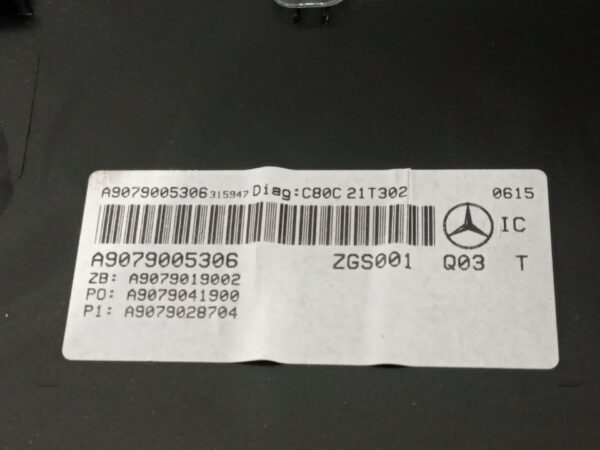 A9079005306 315947 Diag:C80C 21T302 0615
IC
A9079005306 ZGS001 Q03 T
ZB: A9079019002
PO: A9079041900
P1: A9079028704